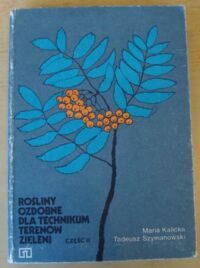 ROŚLINY
OZDOBNE
DLA TECHNIKUM
TERENÓW
ZIELENI CZĘŚĆ II
Maria Kalicka
Tadeusz Szymanowski